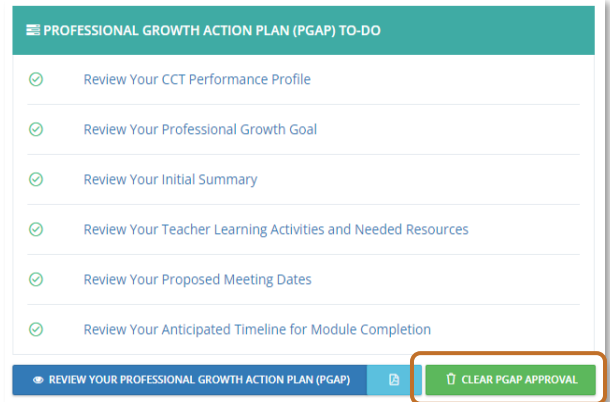 PROFESSIONAL GROWTH ACTION PLAN (PGAP) TO-DO
Review Your CCT Performance Profile
Review Your Professional Growth Goal
Review Your Initial Summary
Review Your Teacher Learning Activities and Needed Resources
Review Your Proposed Meeting Dates
Review Your Anticipated Timeline for Module Completion
REVIEW YOUR PROFESSIONAL GROWTH ACTION PLAN (PGAP) CLEAR PGAP APPROVAL